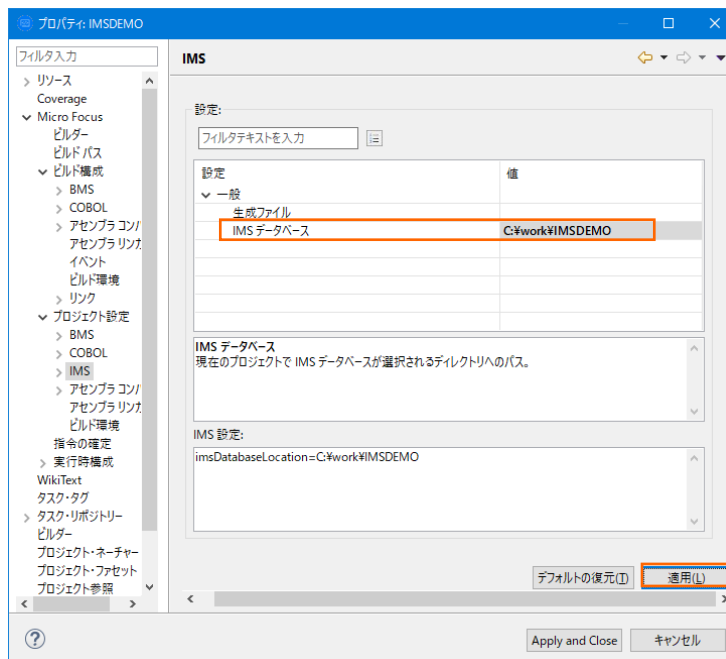 プロパティ: IMSDEMO
フィルタ入力
リソース
Coverage
Micro Focus
ビルダー
ビルド パス
ビルド構成
BMS
COBOL
アセンブラ コンパ
アセンブラ リンカ
イベント
ビルド環境
リンク
プロジェクト設定
BMS
COBOL
IMS
アセンブラ コンパ
アセンブラ リンカ
ビルド環境
指令の確定
実行時構成
WikiText
タスク・タグ
タスク・リポジトリー
ビルダー
プロジェクト・ネーチャー
プロジェクト・ファセット
プロジェクト参照
IMS
設定:
フィルタテキストを入力
設定 値
一般
生成ファイル
IMS データベース C:¥work¥IMSDEMO
IMS データベース
現在のプロジェクトで IMS データベースが選択されるディレクトリへのパス。
IMS 設定:
imsDatabaseLocation=C:¥work¥IMSDEMO
デフォルトの復元(T) 適用(L)
Apply and Close キャンセル